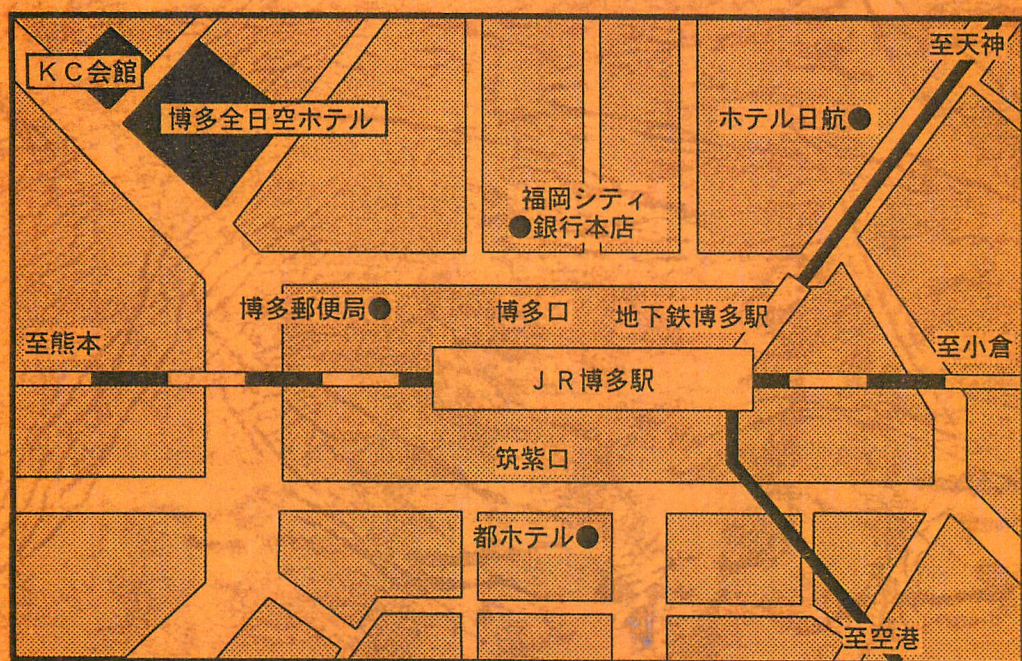 至天神
KC会館
博多全日空ホテル
ホテル日航
福岡シティ
銀行本店
博多郵便局
博多口
地下鉄博多駅
至熊本
至小倉
JR博多駅
筑紫口
都ホテル
至空港